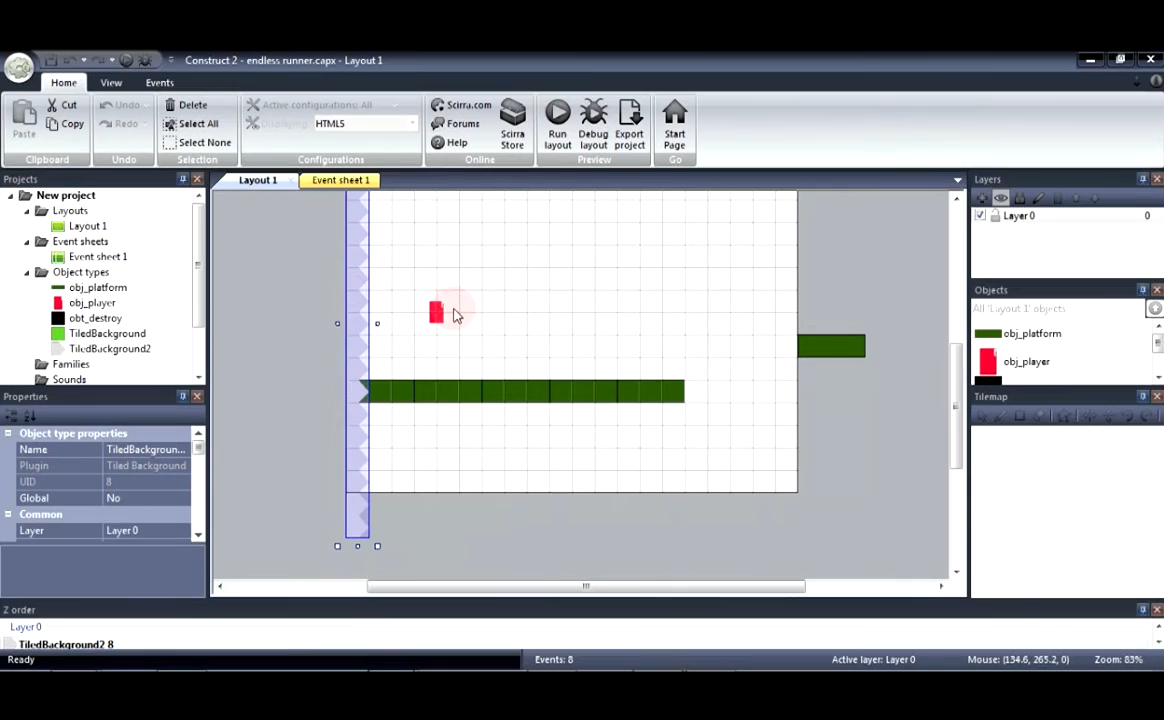 Construct 2 - endless runner.capx - Layout 1
Home View Events
Paste Cut Copy
Undo Redo
Delete Select All Select None
Active configurations: All
HTML5
Scirra.com Forums Help
Scirra Store
Run layout Debug layout Export project
Start Page
Clipboard Undo Selection Configurations Online Preview Go
Projects
New project
Layouts
Layout 1
Event sheets
Event sheet 1
Object types
obj_platform
obj_player
obt_destroy
TiledBackground
TiledBackground2
Families
Sounds
Properties
Object type properties
Name TiledBackgroun...
Plugin Tiled Background
UID 8
Global No
Common
Layer Layer 0
Layout 1 Event sheet 1
Layers
Layer 0 0
Objects
All 'Layout 1' objects
obj_platform
obj_player
Tilemap
Z order
Layer 0
TiledBackground2 8
Ready Events: 8 Active layer: Layer 0 Mouse: (134.6, 265.2, 0) Zoom: 83%